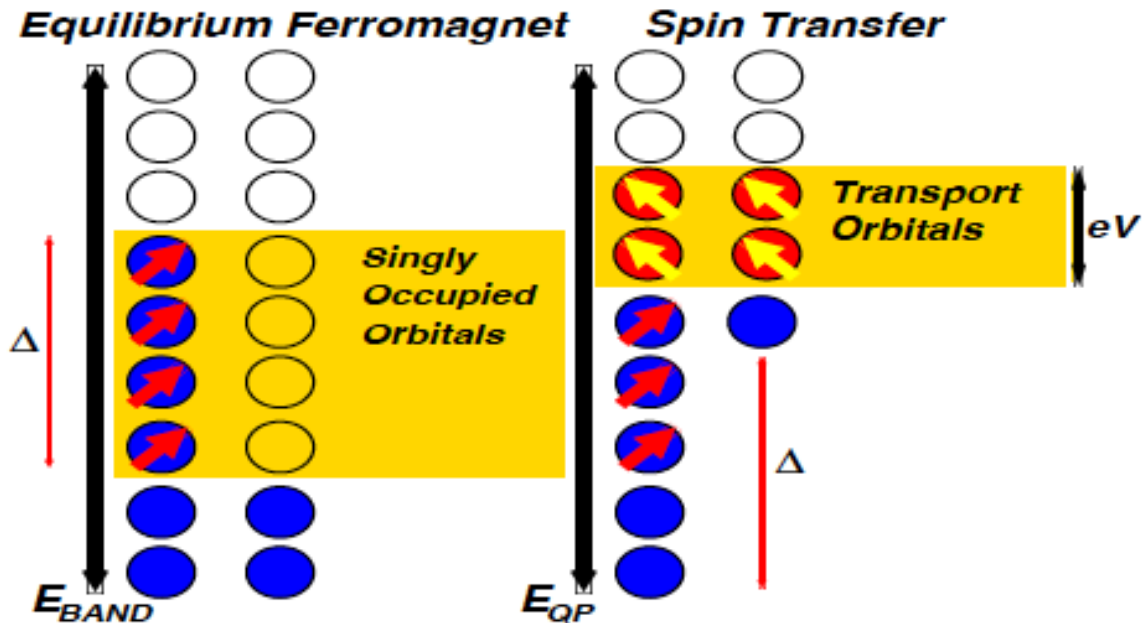 Equilibrium Ferromagnet
Spin Transfer
Singly
Occupied
Orbitals
Δ
E_BAND
Transport
Orbitals
eV
Δ
E_QP